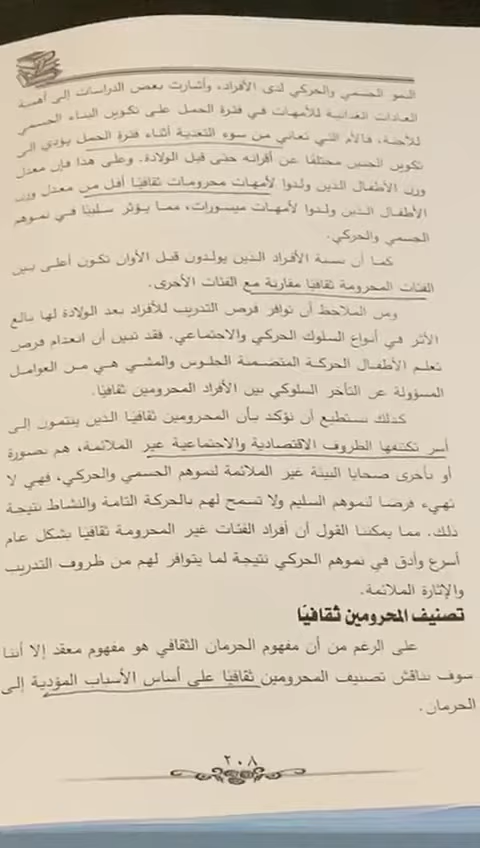 النمو الجسمي والحركي لدى الأفراد، وأشارت بعض الدراسات إلى أهمية
العادات الغذائية للأمهات في فترة الحمل على تكوين البناء الجسمي
للأجنة، فالأم التي تعاني من سوء التغذية أثناء فترة الحمل يؤدي إلى
تكوين الجنين مختلفًا عن أقرانه حتى قبل الولادة. وعلى هذا فإن معدل
وزن الأطفال الذين ولدوا لأمهات محرومات ثقافيًا أقل من معدل وزن
الأطفال الذين ولدوا لأمهات ميسورات، مما يؤثر سلبيًا في نموهم
الجسمي والحركي.
كما أن نسبة الأفراد الذين يولدون قبل الأوان تكون أعلى بين
الفئات المحرومة ثقافيًا مقارنة مع الفئات الأخرى.
ومن الملاحظ أن توافر فرص التدريب للأفراد بعد الولادة لها بالغ
الأثر في أنواع السلوك الحركي والاجتماعي. فقد تبين أن انعدام فرص
تعلم الأطفال الحركة المتضمنة الجلوس والمشي هي من العوامل
المسؤولة عن التأخر السلوكي بين الأفراد المحرومين ثقافيًا.
كذلك نستطيع أن نؤكد بأن المحرومين ثقافيًا الذين ينتمون إلى
أسر تكتنفها الظروف الاقتصادية والاجتماعية غير الملائمة، هم بصورة
أو بأخرى ضحايا البيئة غير الملائمة لنموهم الجسمي والحركي، فهي لا
تهيء فرصًا لنموهم السليم ولا تسمح لهم بالحركة التامة والنشاط نتيجة
ذلك. مما يمكننا القول أن أفراد الفئات غير المحرومة ثقافيًا بشكل عام
أسرع وأدق في نموهم الحركي نتيجة لما يتوافر لهم من ظروف التدريب
والإثارة الملائمة.
تصنيف المحرومين ثقافيًا
على الرغم من أن مفهوم الحرمان الثقافي هو مفهوم معقد إلا أننا
سوف نناقش تصنيف المحرومين ثقافيًا على أساس الأسباب المؤدية إلى
الحرمان.
٢٠٨